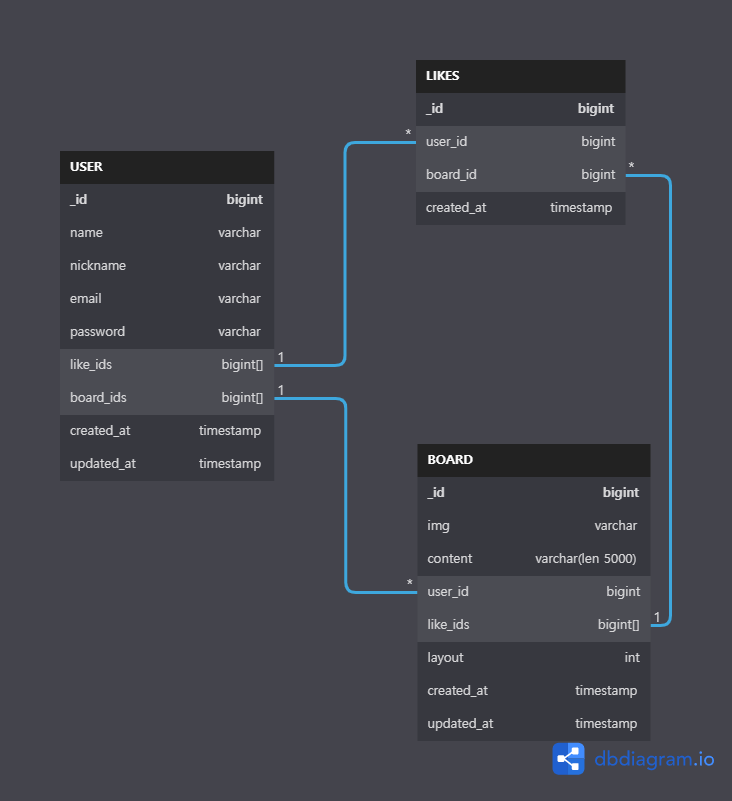 LIKES
_id bigint
* user_id bigint
board_id bigint *
created_at timestamp
USER
_id bigint
name varchar
nickname varchar
email varchar
password varchar
like_ids bigint[] 1
board_ids bigint[] 1
created_at timestamp
updated_at timestamp
BOARD
_id bigint
img varchar
content varchar(len 5000)
* user_id bigint
like_ids bigint[] 1
layout int
created_at timestamp
updated_at timestamp
dbdiagram.io